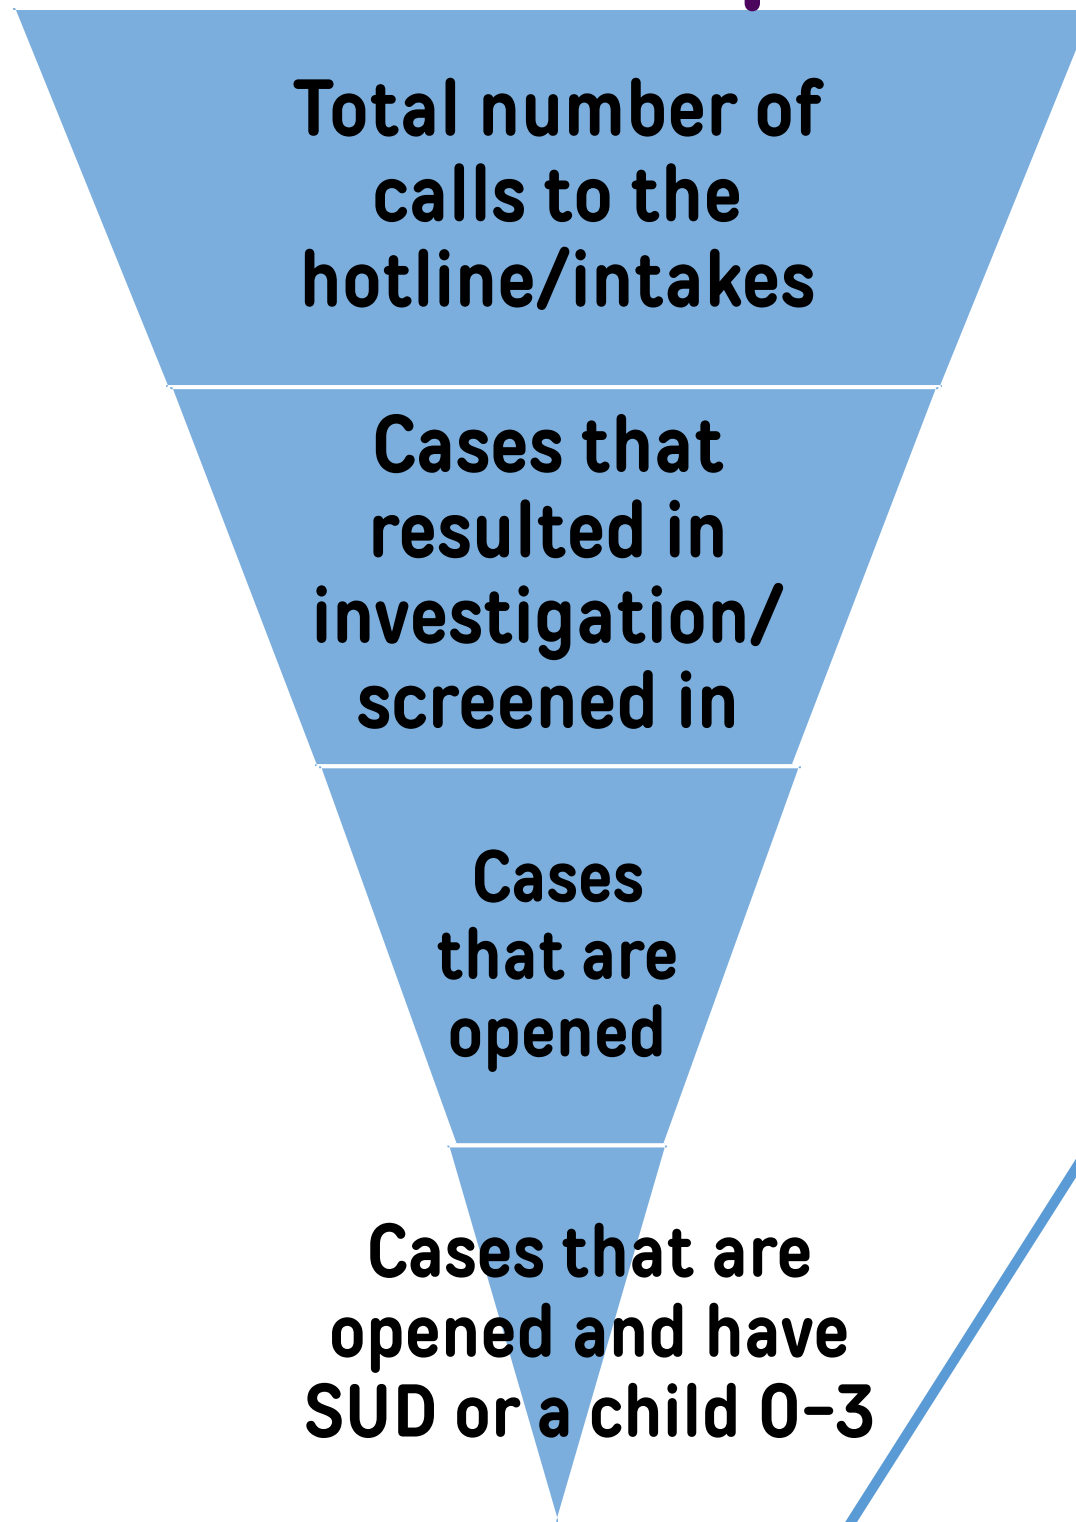 Total number of
calls to the
hotline/intakes
Cases that
resulted in
investigation/
screened in
Cases
that are
opened
Cases that are
opened and have
SUD or a child 0-3